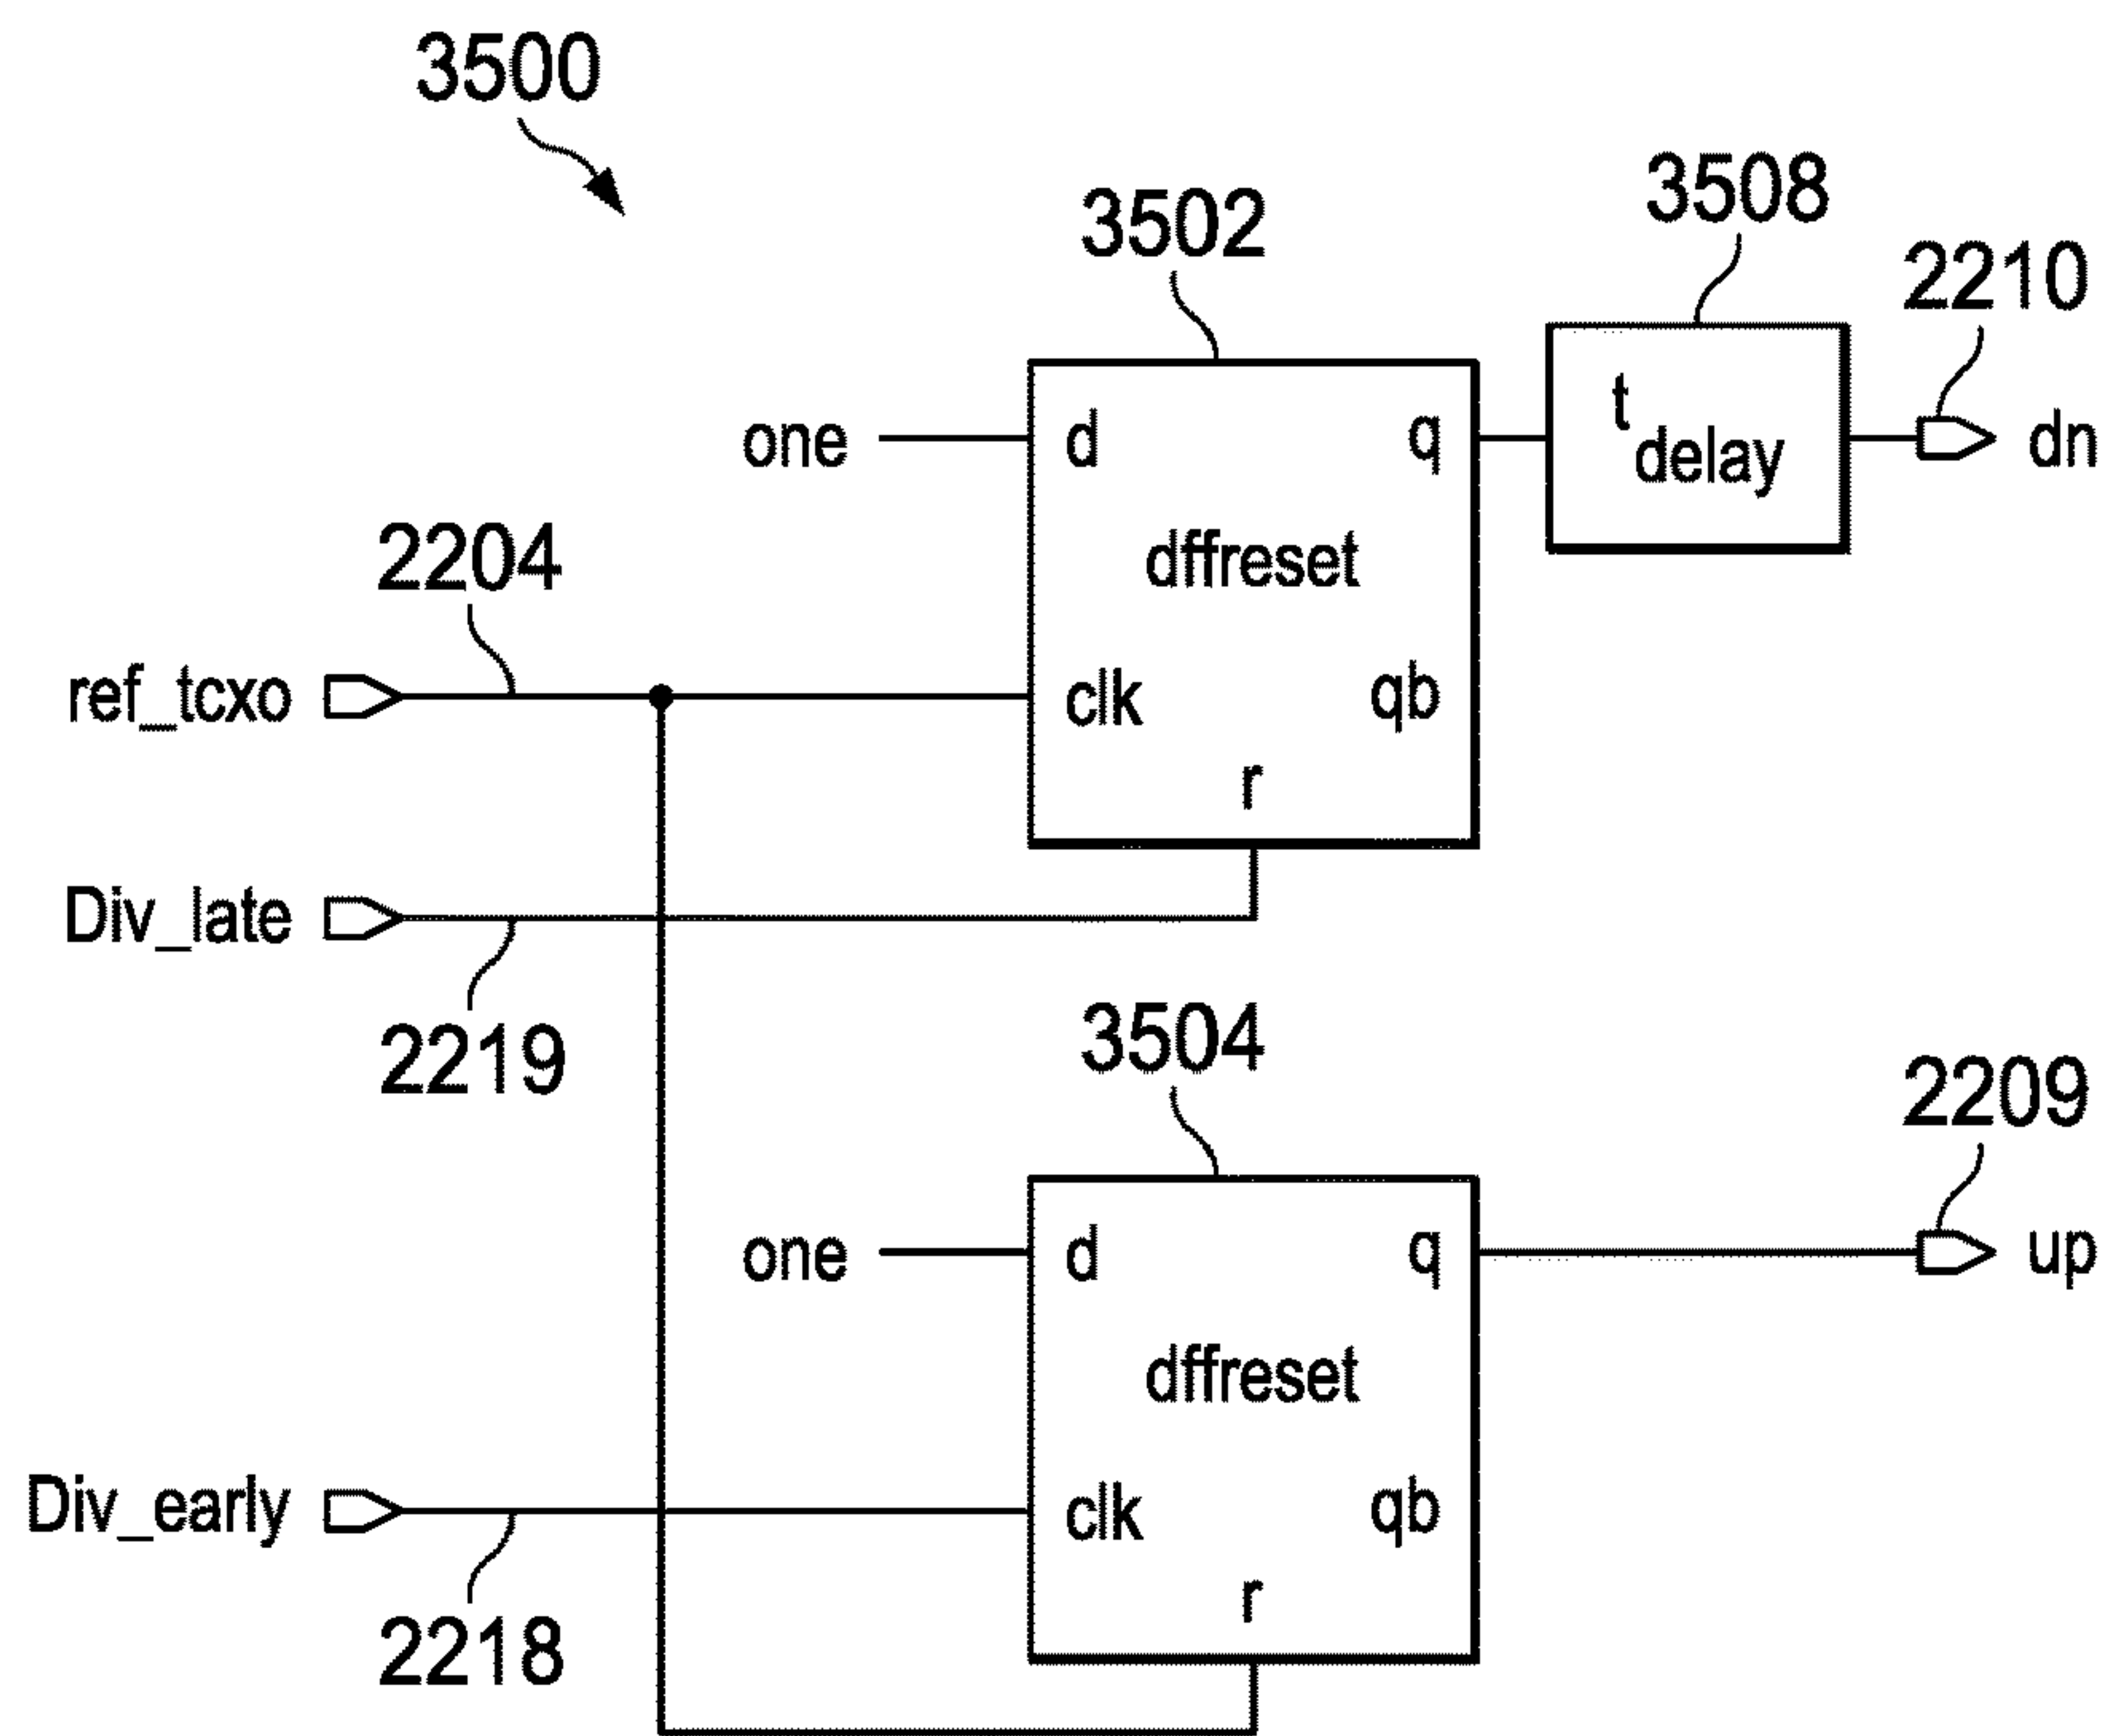 3500
3502
3508
2210
one
d
q
t
delay
dn
dffreset
2204
ref_tcxo
clk
qb
r
Div_late
2219
3504
2209
one
d
q
up
dffreset
Div_early
clk
qb
r
2218